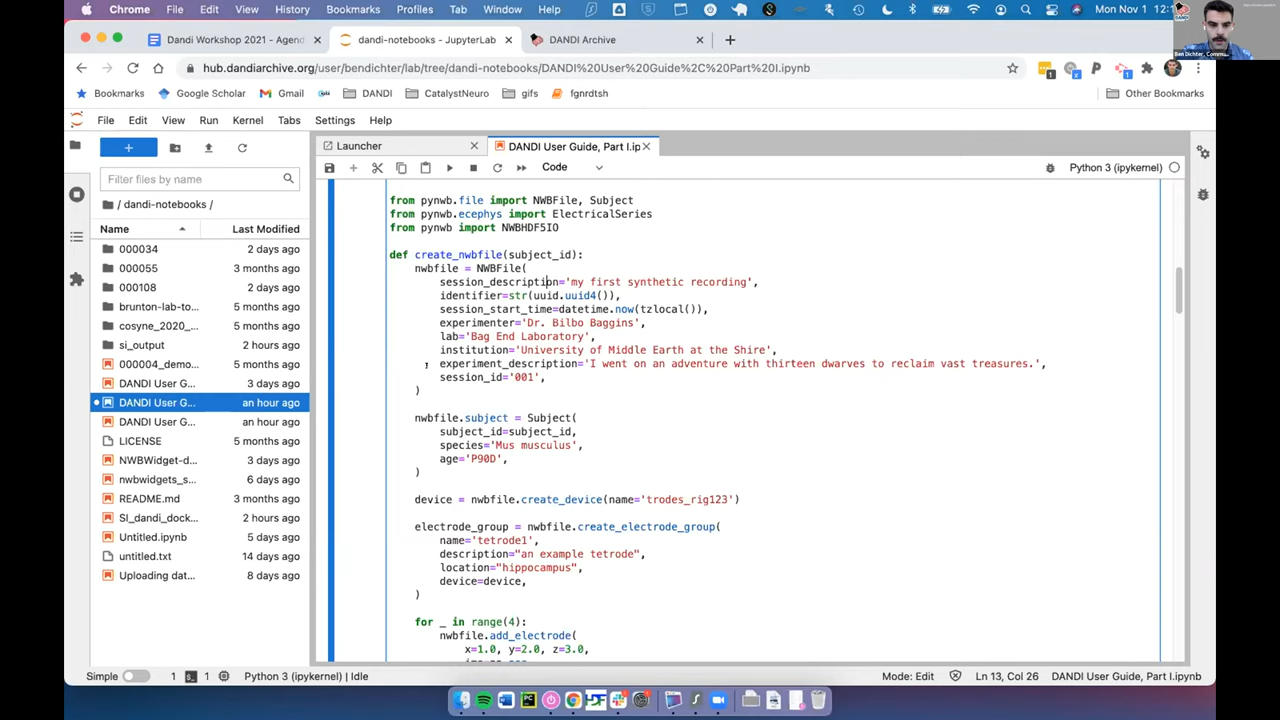 Chrome File Edit View History Bookmarks Profiles Tab Window Help
Mon Nov 1
Dandi Workshop 2021 - Agend
dandi-notebooks - JupyterLab
DANDI Archive
Ben Dichter, Commu...
hub.dandiarchive.org/user/bendichter/lab/tree/dandi-notebooks/DANDI%20User%20Guide%2C%20Part%20I.ipynb
Bookmarks Google Scholar Gmail DANDI CatalystNeuro gifs fgnrdtsh Other Bookmarks
File Edit View Run Kernel Tabs Settings Help
Launcher
DANDI User Guide, Part I.ip
Filter files by name
Code
Python 3 (ipykernel)
/ dandi-notebooks /
Name Last Modified
000034 2 days ago
000055 3 months ago
000108 5 months ago
brunton-lab-to... 5 months ago
cosyne_2020_... 5 months ago
si_output 2 hours ago
000004_demo... 5 months ago
DANDI User G... 3 days ago
DANDI User G... an hour ago
DANDI User G... an hour ago
LICENSE 5 months ago
NWBWidget-d... 3 days ago
nwbwidgets_s... 6 days ago
README.md 3 months ago
SI_dandi_dock... 2 hours ago
Untitled.ipynb 5 days ago
untitled.txt 14 days ago
Uploading dat... 8 days ago
from pynwb.file import NWBFile, Subject
from pynwb.ecephys import ElectricalSeries
from pynwb import NWBHDF5IO
def create_nwbfile(subject_id):
nwbfile = NWBFile(
session_description='my first synthetic recording',
identifier=str(uuid.uuid4()),
session_start_time=datetime.now(tzlocal()),
experimenter='Dr. Bilbo Baggins',
lab='Bag End Laboratory',
institution='University of Middle Earth at the Shire',
experiment_description='I went on an adventure with thirteen dwarves to reclaim vast treasures.',
session_id='001',
)
nwbfile.subject = Subject(
subject_id=subject_id,
species='Mus musculus',
age='P90D',
)
device = nwbfile.create_device(name='trodes_rig123')
electrode_group = nwbfile.create_electrode_group(
name='tetrode1',
description="an example tetrode",
location="hippocampus",
device=device,
)
for _ in range(4):
nwbfile.add_electrode(
x=1.0, y=2.0, z=3.0,
Simple 1 1 Python 3 (ipykernel) | Idle
Mode: Edit Ln 13, Col 26 DANDI User Guide, Part I.ipynb